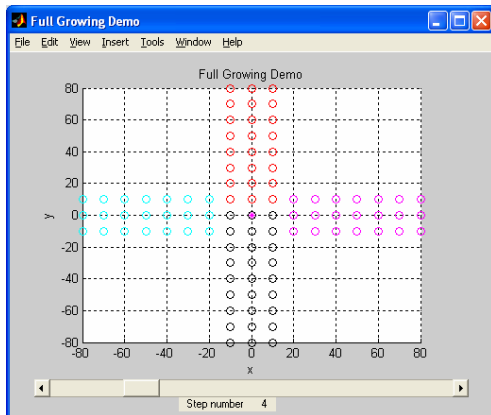 Full Growing Demo
File Edit View Insert Tools Window Help
Full Growing Demo
80
60
40
20
0
-20
-40
-60
-80
y
-80 -60 -40 -20 0 20 40 60 80
x
Step number 4